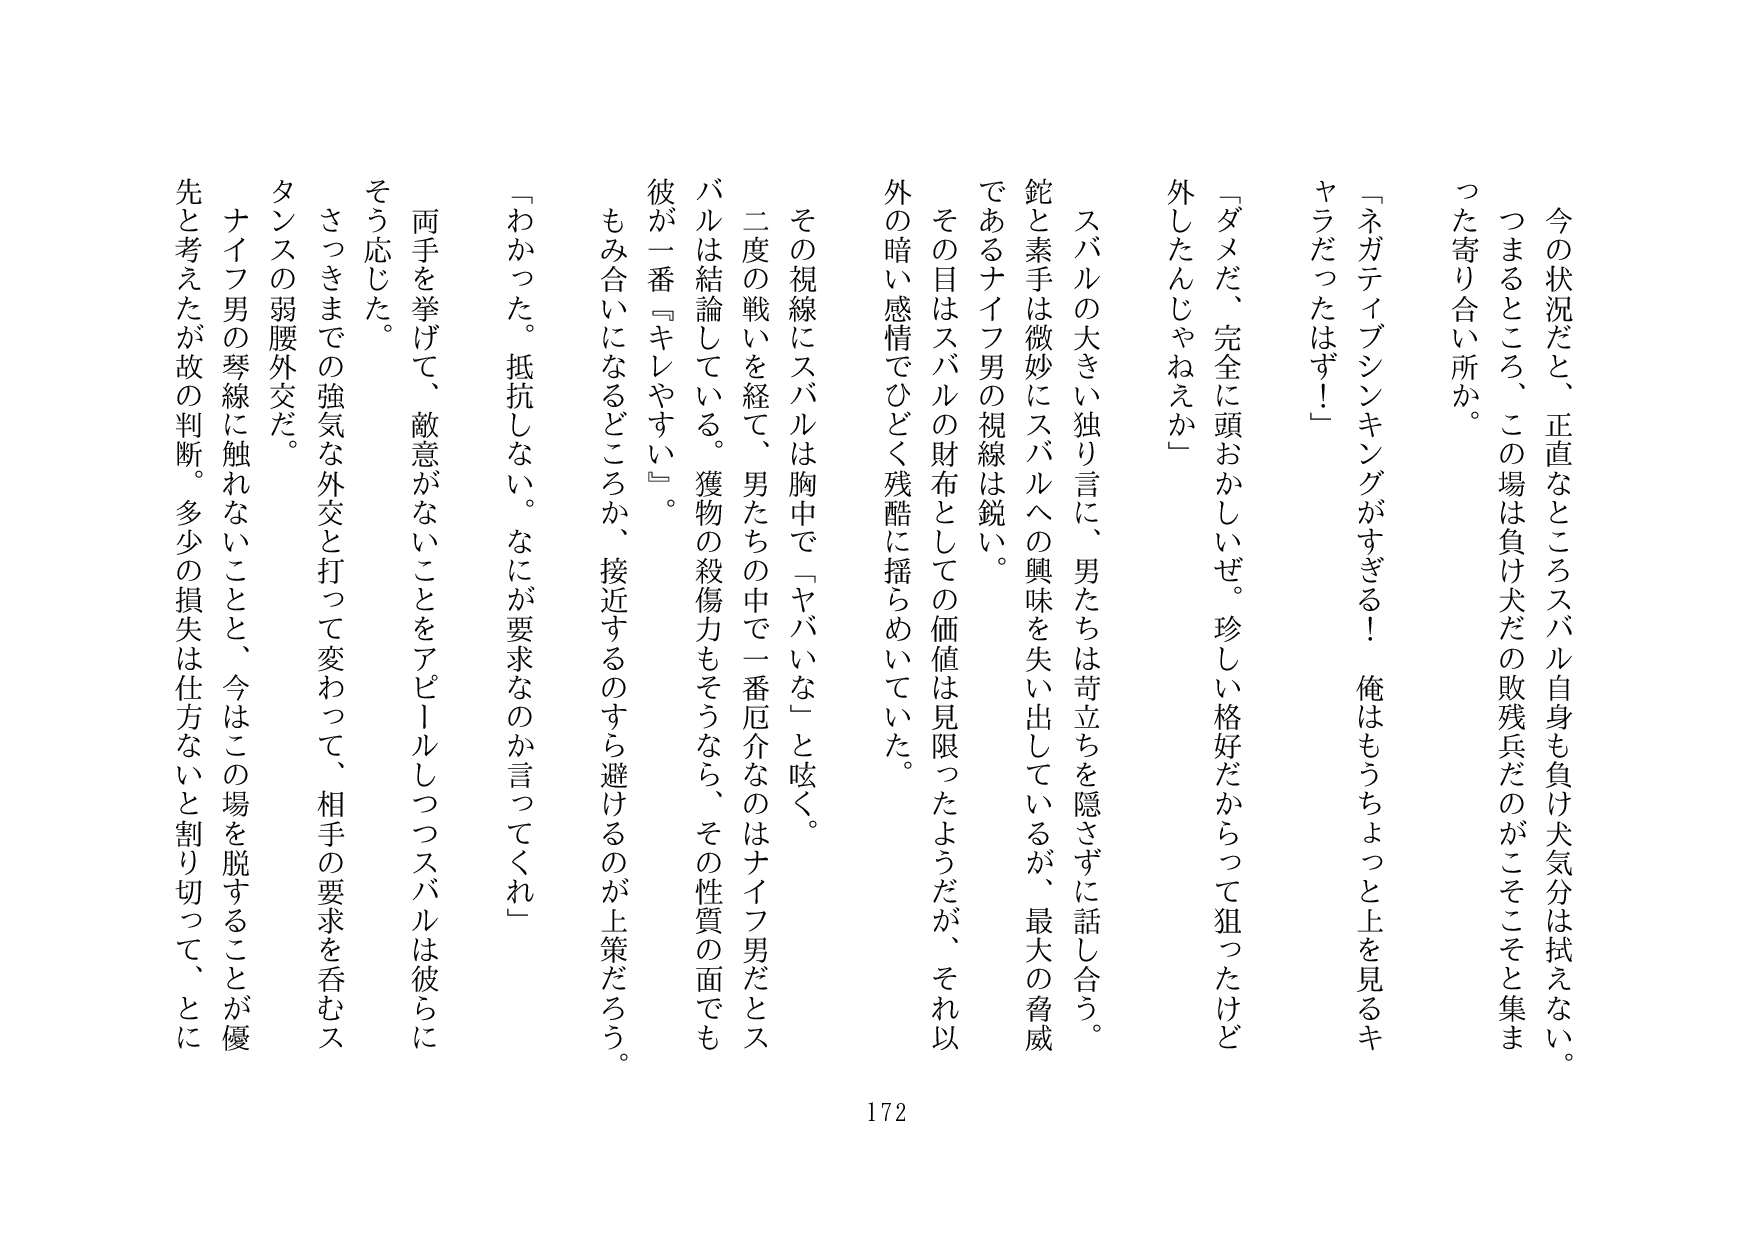 今の状況だと、正直なところスバル自身も負け犬気分は拭えない。
　つまるところ、この場は負け犬だの敗残兵だのがこそこそと集ま
った寄り合い所か。
「ネガティブシンキングがすぎる！　俺はもうちょっと上を見るキ
ャラだったはず！」
「ダメだ、完全に頭おかしいぜ。珍しい格好だからって狙ったけど
外したんじゃねえか」
　スバルの大きい独り言に、男たちは苛立ちを隠さずに話し合う。
鉈と素手は微妙にスバルへの興味を失い出しているが、最大の脅威
であるナイフ男の視線は鋭い。
　その目はスバルの財布としての価値は見限ったようだが、それ以
外の暗い感情でひどく残酷に揺らめいていた。
　その視線にスバルは胸中で「ヤバいな」と呟く。
　二度の戦いを経て、男たちの中で一番厄介なのはナイフ男だとス
バルは結論している。獲物の殺傷力もそうなら、その性質の面でも
彼が一番『キレやすい』。
　もみ合いになるどころか、接近するのすら避けるのが上策だろう。
「わかった。抵抗しない。なにが要求なのか言ってくれ」
　両手を挙げて、敵意がないことをアピールしつつスバルは彼らに
そう応じた。
　さっきまでの強気な外交と打って変わって、相手の要求を呑むス
タンスの弱腰外交だ。
　ナイフ男の琴線に触れないことと、今はこの場を脱することが優
先と考えたが故の判断。多少の損失は仕方ないと割り切って、とに
172